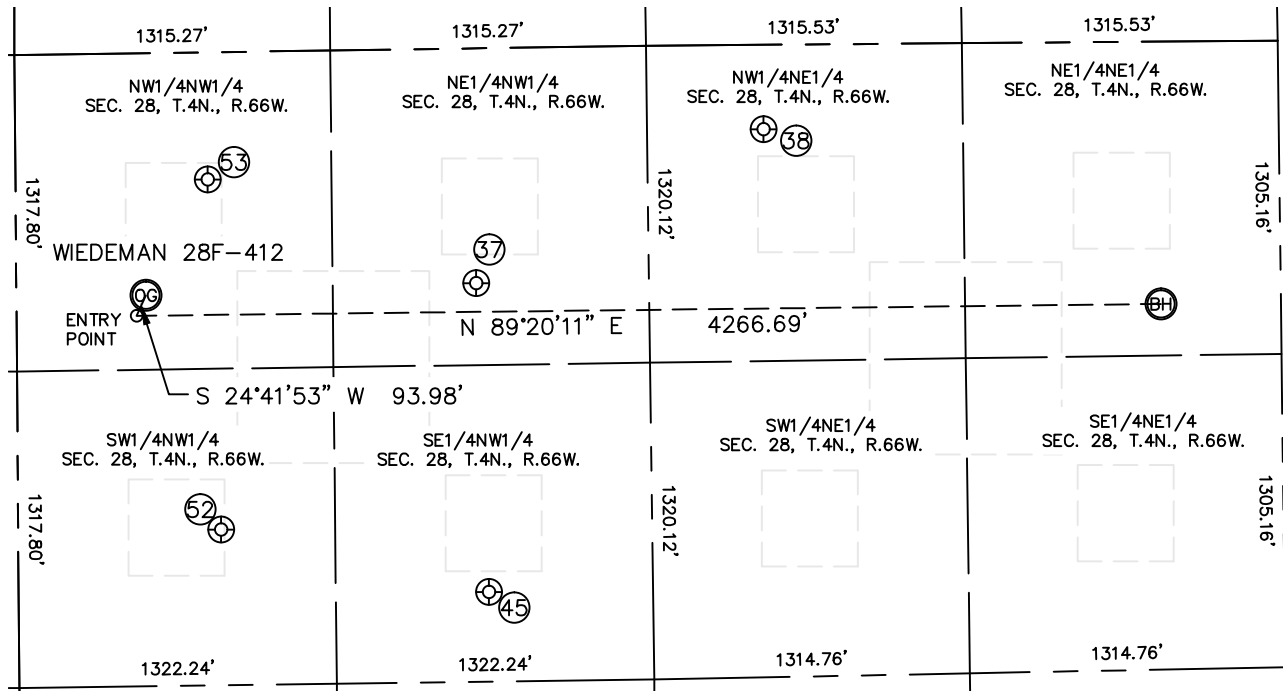 1315.27'
1315.27'
1315.53'
1315.53'
NW1/4NW1/4
SEC. 28, T.4N., R.66W.
NE1/4NW1/4
SEC. 28, T.4N., R.66W.
NW1/4NE1/4
SEC. 28, T.4N., R.66W.
NE1/4NE1/4
SEC. 28, T.4N., R.66W.
53
38
1317.80'
1320.12'
1305.16'
WIEDEMAN 28F-412
37
OG
ENTRY
POINT
N 89°20'11" E
4266.69'
BH
S 24°41'53" W 93.98'
SW1/4NW1/4
SEC. 28, T.4N., R.66W.
SE1/4NW1/4
SEC. 28, T.4N., R.66W.
SW1/4NE1/4
SEC. 28, T.4N., R.66W.
SE1/4NE1/4
SEC. 28, T.4N., R.66W.
1317.80'
52
1320.12'
1305.16'
45
1322.24'
1322.24'
1314.76'
1314.76'